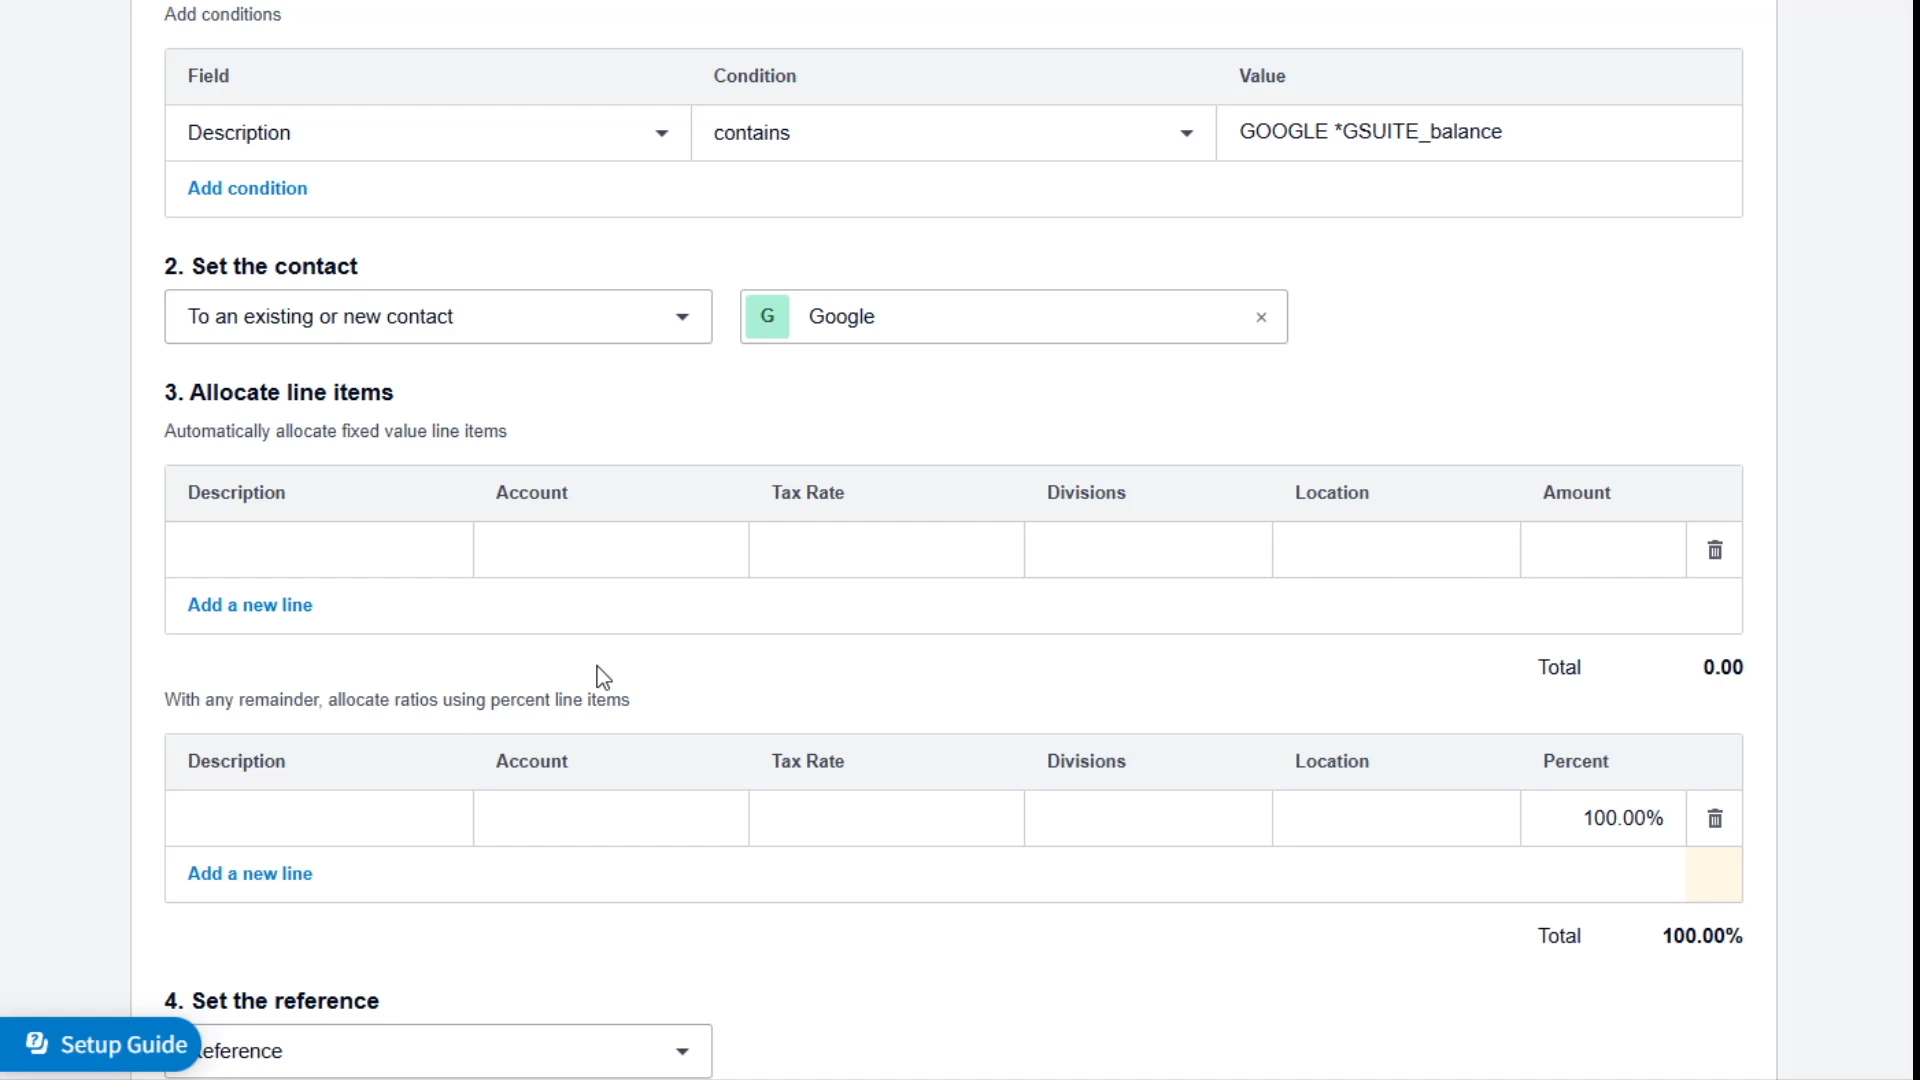 Add conditions
Field Condition Value
Description contains GOOGLE *GSUITE_balance
Add condition
2. Set the contact
To an existing or new contact G Google ×
3. Allocate line items
Automatically allocate fixed value line items
Description Account Tax Rate Divisions Location Amount
Add a new line
Total 0.00
With any remainder, allocate ratios using percent line items
Description Account Tax Rate Divisions Location Percent
100.00%
Add a new line
Total 100.00%
4. Set the reference
Setup Guide eference